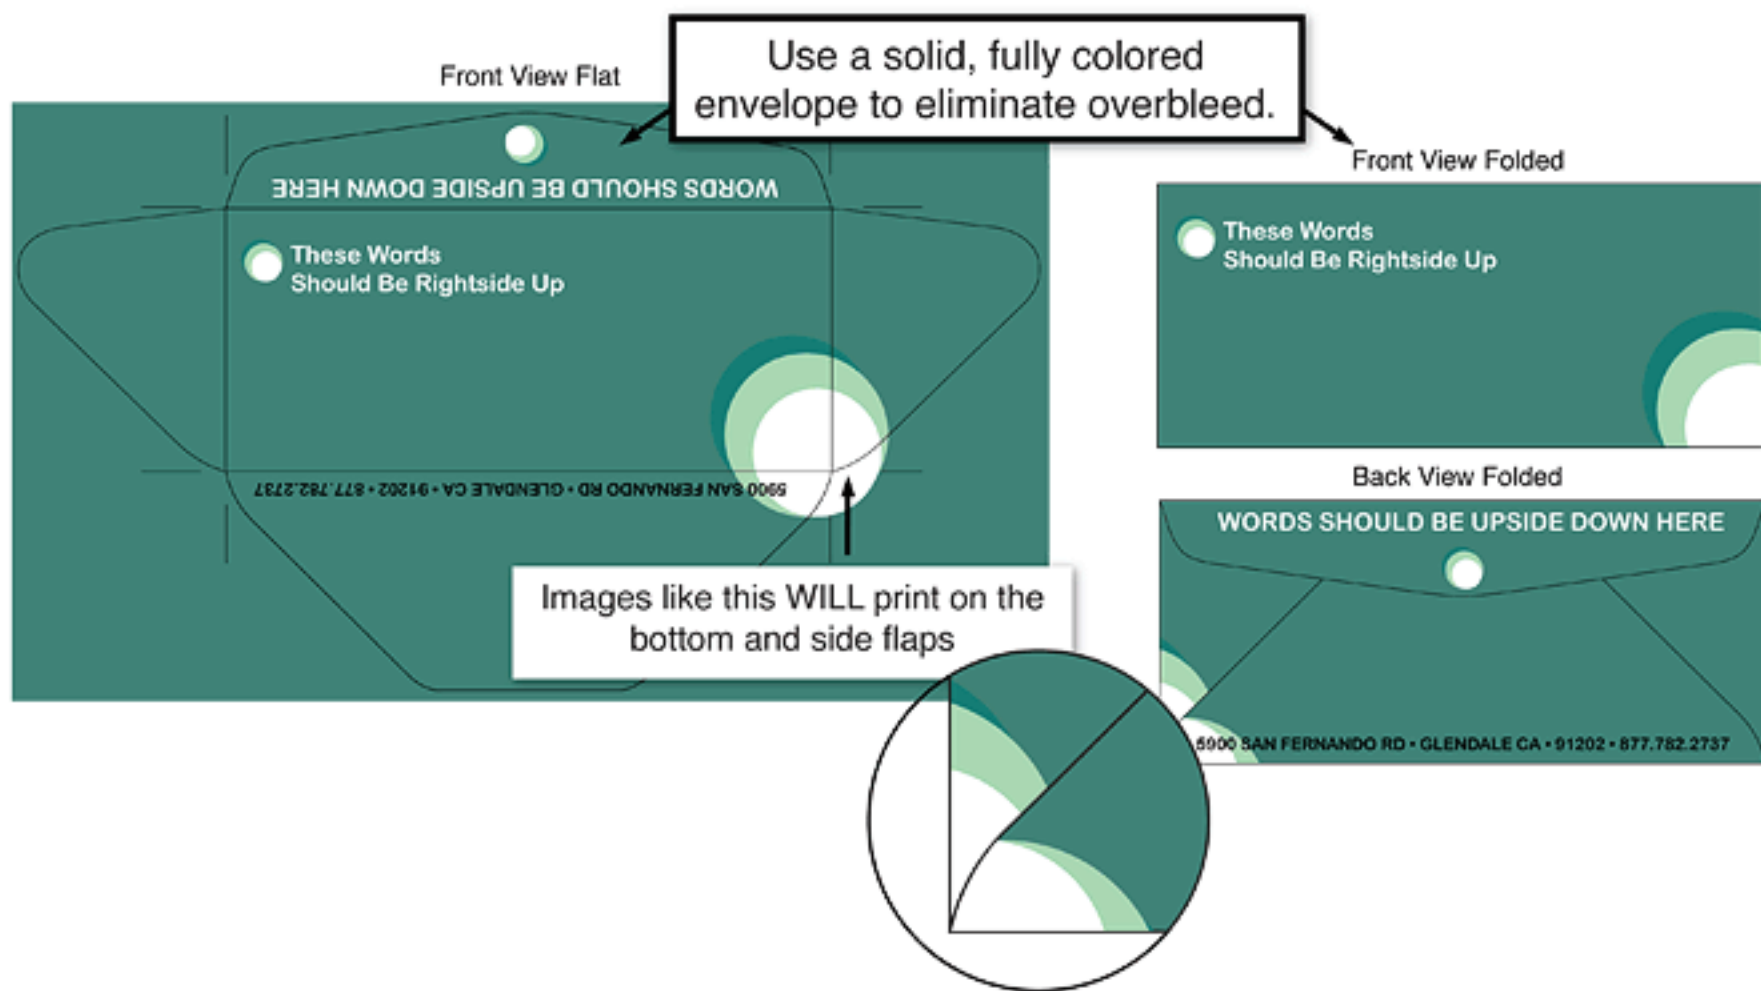 Use a solid, fully colored
envelope to eliminate overbleed.
Front View Flat
WORDS SHOULD BE UPSIDE DOWN HERE
These Words
Should Be Rightside Up
5900 SAN FERNANDO RD • GLENDALE CA • 91202 • 877.782.2737
Images like this WILL print on the
bottom and side flaps
Front View Folded
These Words
Should Be Rightside Up
Back View Folded
WORDS SHOULD BE UPSIDE DOWN HERE
5900 SAN FERNANDO RD • GLENDALE CA • 91202 • 877.782.2737